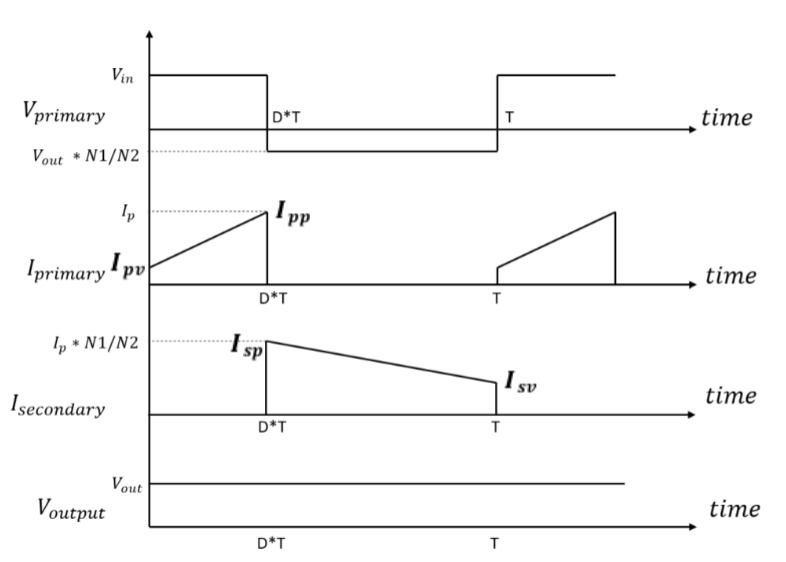 V_in
V_primary
D*T
T
time
V_out * N1/N2
I_p
I_pp
I_primary
I_pv
time
D*T
T
I_p * N1/N2
I_sp
I_sv
I_secondary
time
D*T
T
V_out
V_output
time
D*T
T